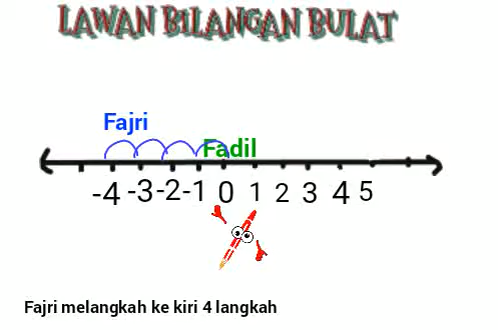 LAWAN BILANGAN BULAT
Fajri
Fadil
-4 -3 -2 -1 0 1 2 3 4 5
Fajri melangkah ke kiri 4 langkah